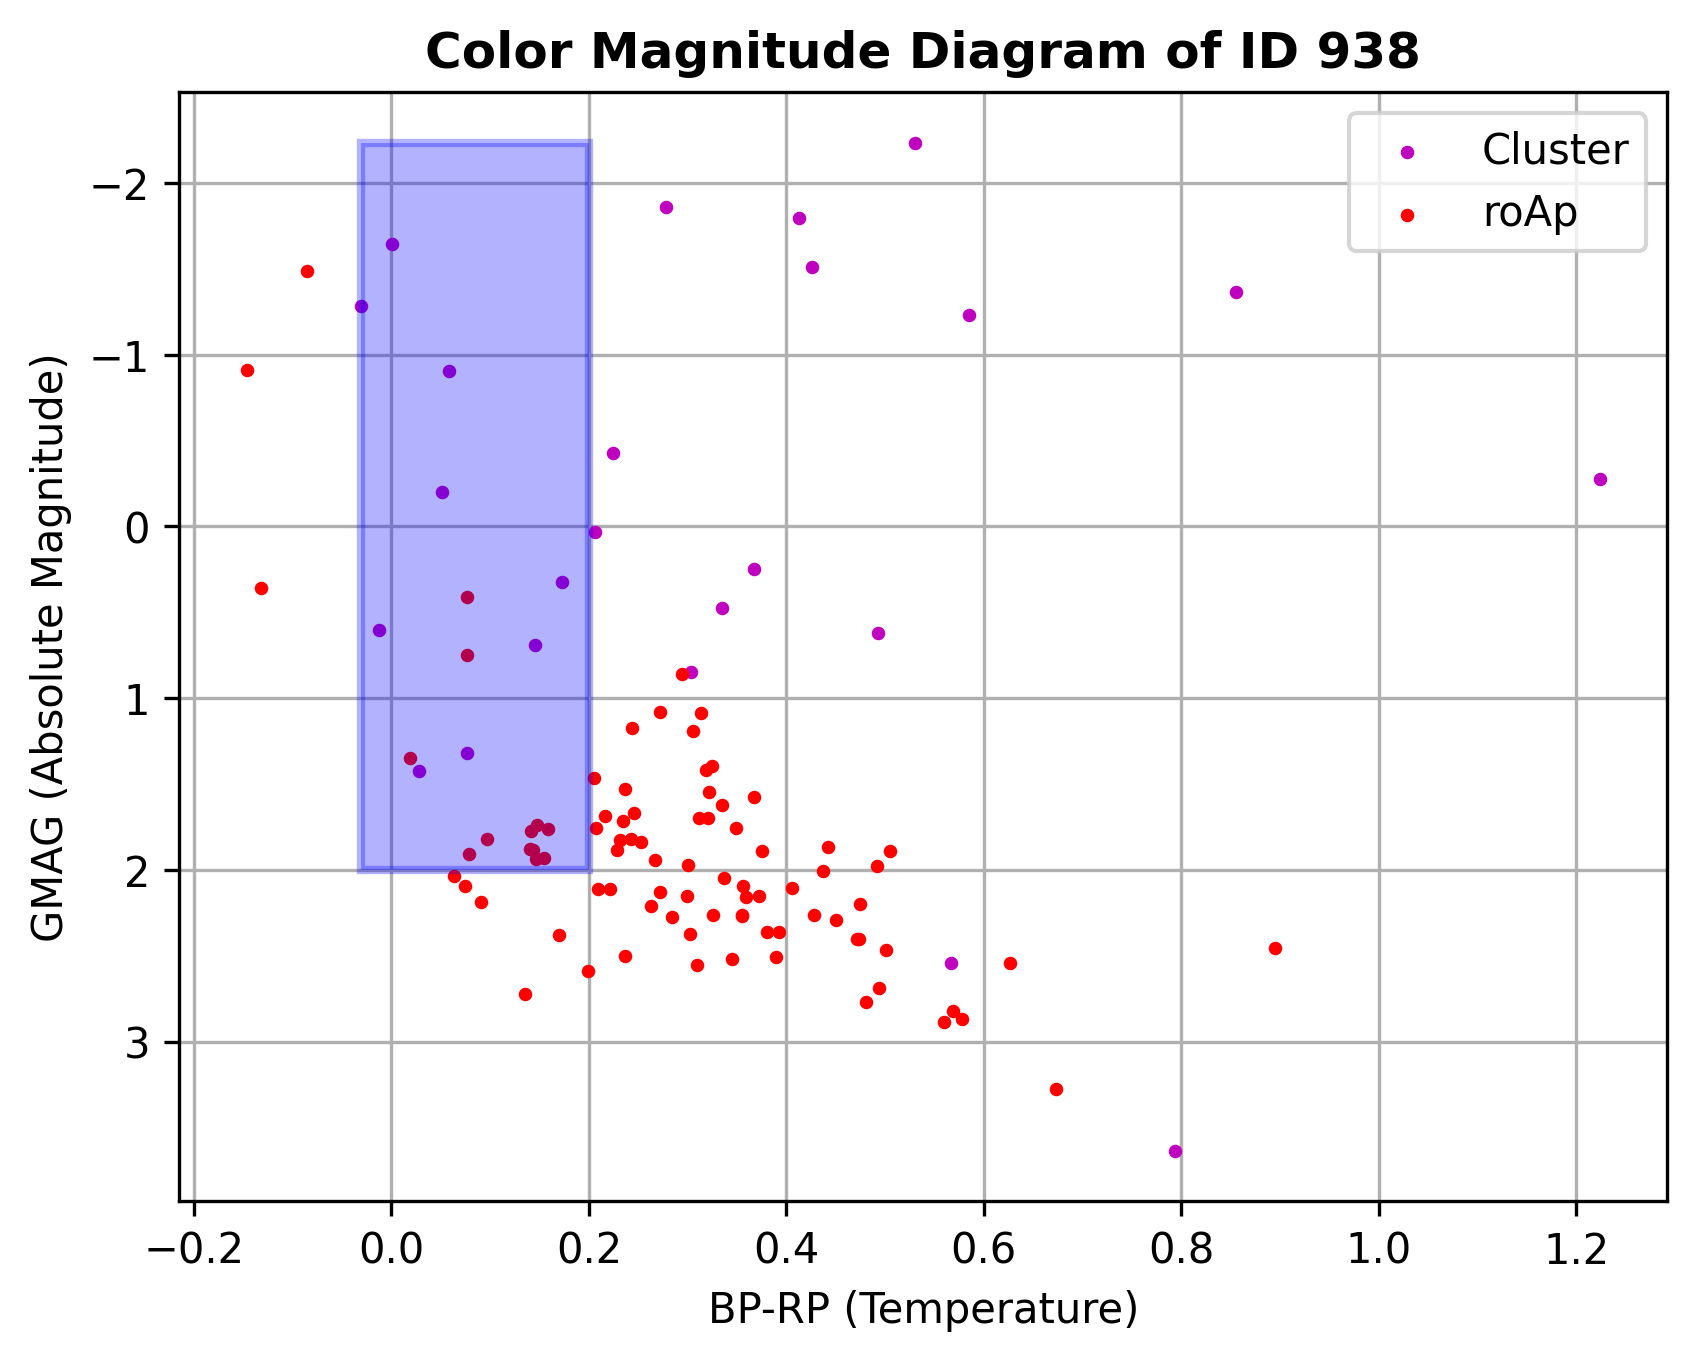 Color Magnitude Diagram of ID 938
Cluster
roAp
−2
−1
0
1
2
3
GMAG (Absolute Magnitude)
−0.2 0.0 0.2 0.4 0.6 0.8 1.0 1.2
BP-RP (Temperature)